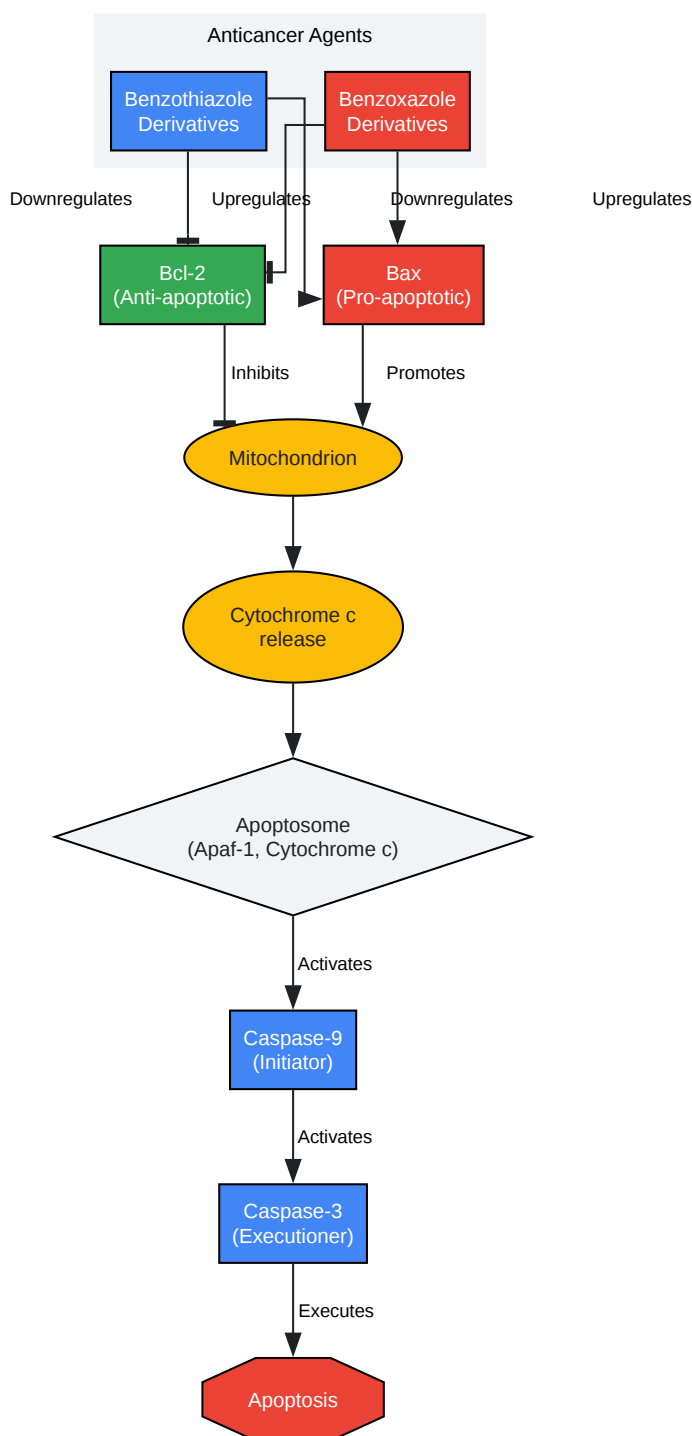 Anticancer Agents
Benzothiazole
Derivatives
Benzoxazole
Derivatives
Downregulates
Upregulates
Downregulates
Upregulates
Bcl-2
(Anti-apoptotic)
Bax
(Pro-apoptotic)
Inhibits
Promotes
Mitochondrion
Cytochrome c
release
Apoptosome
(Apaf-1, Cytochrome c)
Activates
Caspase-9
(Initiator)
Activates
Caspase-3
(Executioner)
Executes
Apoptosis